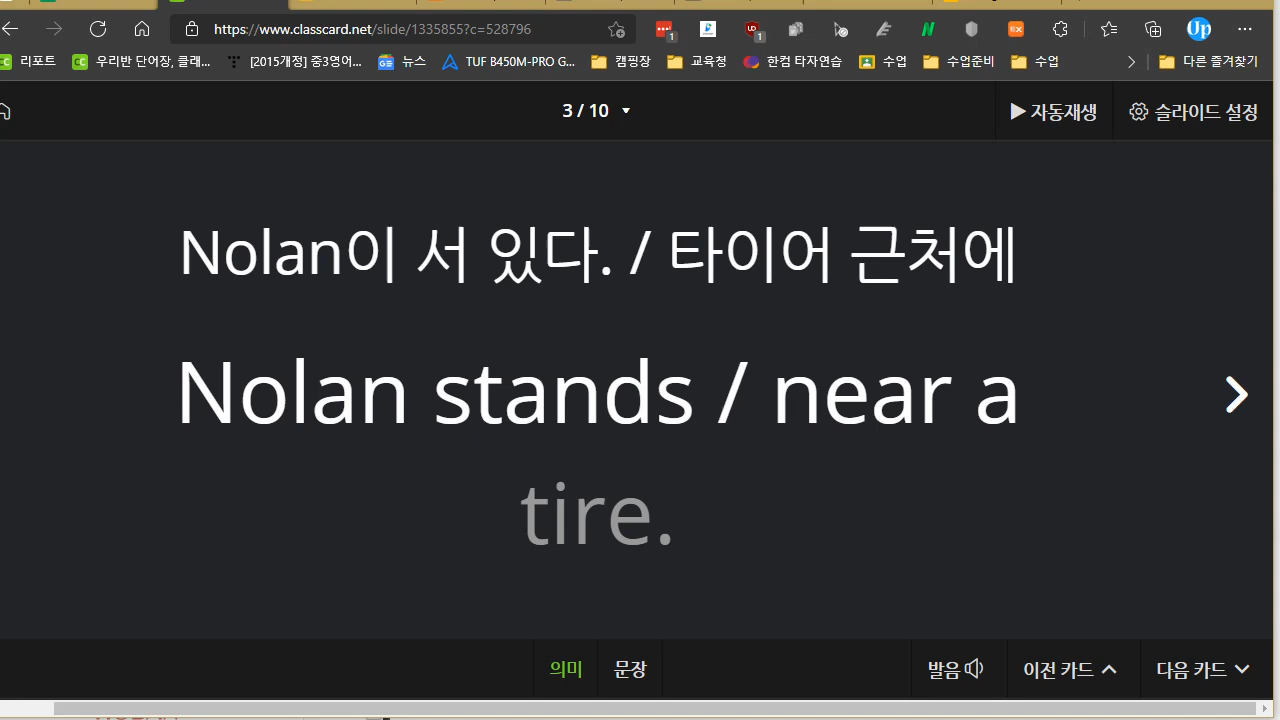 https://www.classcard.net/slide/1335855?c=528796
1
UD
1
N
EX
Up
리포트
우리반 단어장, 클래...
[2015개정] 중3영어...
뉴스
TUF B450M-PRO G...
캠핑장
교육청
한컴 타자연습
수업
수업준비
수업
다른 즐겨찾기
3 / 10
자동재생
슬라이드 설정
Nolan이 서 있다. / 타이어 근처에
Nolan stands / near a
tire.
의미
문장
발음
이전 카드
다음 카드